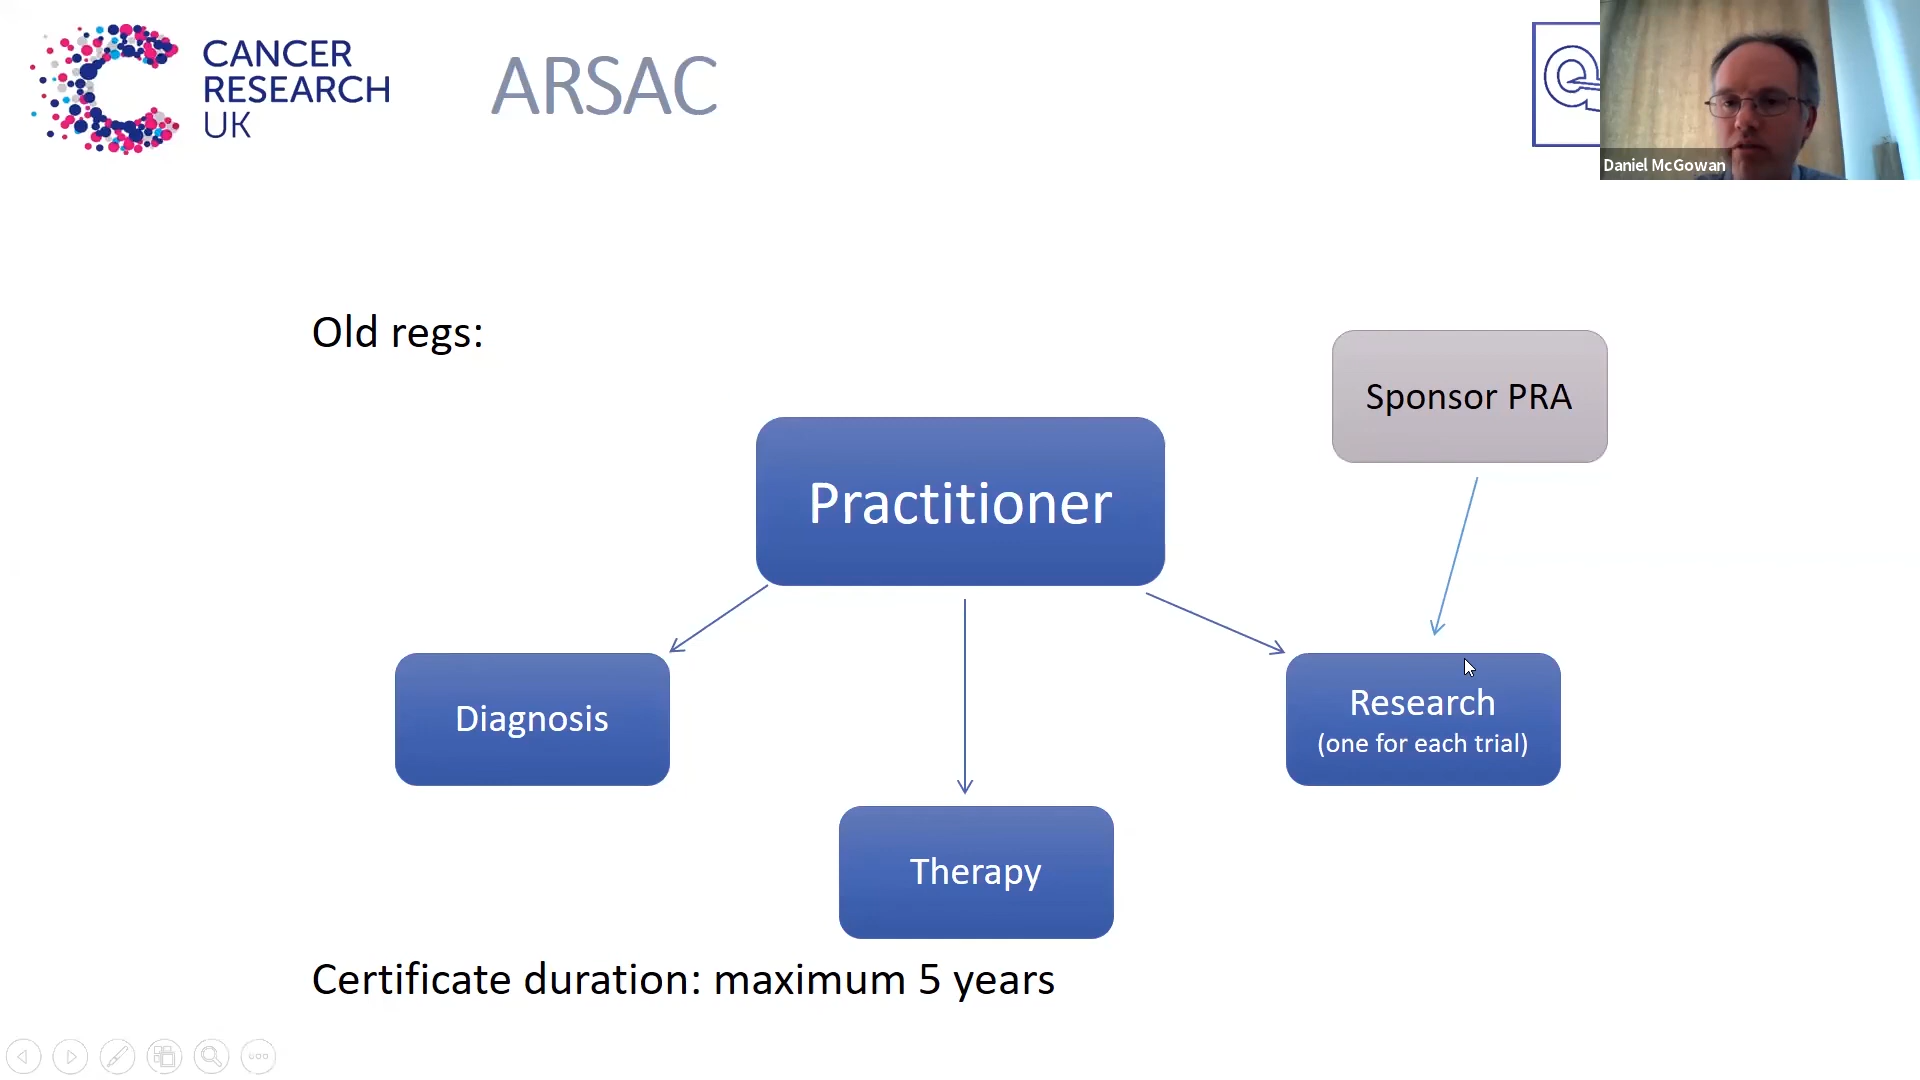 CANCER
RESEARCH
UK
ARSAC
Q
Daniel McGowan
Old regs:
Sponsor PRA
Practitioner
Diagnosis
Research
(one for each trial)
Therapy
Certificate duration: maximum 5 years